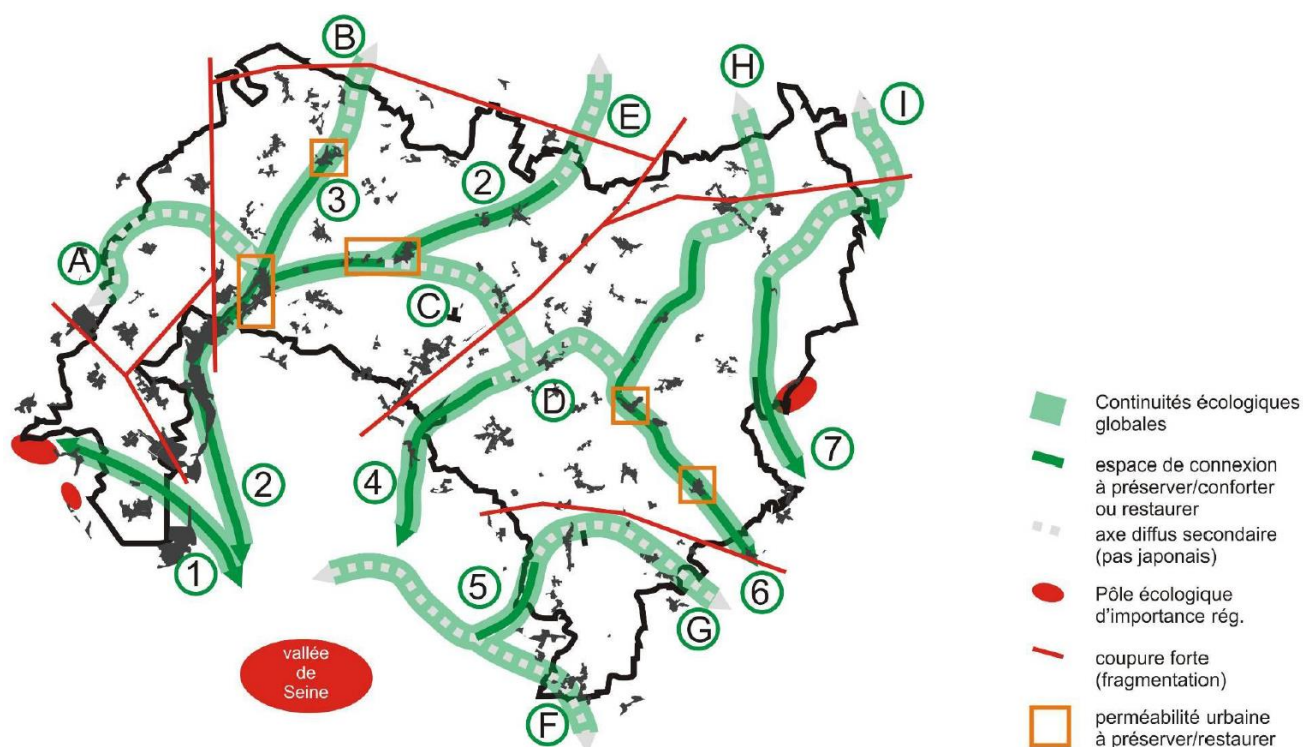 B
H
I
E
2
3
A
C
D
7
4
2
1
5
6
G
F
vallée
de
Seine
Continuités écologiques
globales
espace de connexion
à préserver/conforter
ou restaurer
axe diffus secondaire
(pas japonais)
Pôle écologique
d'importance rég.
coupure forte
(fragmentation)
perméabilité urbaine
à préserver/restaurer